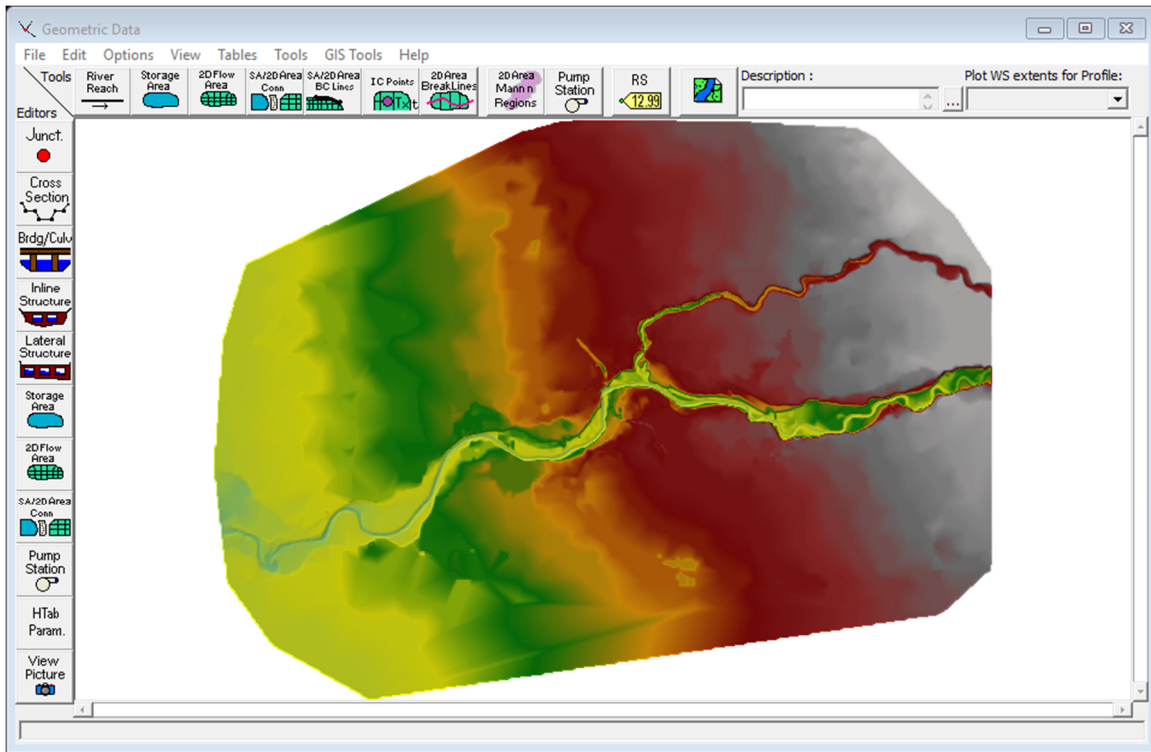 Geometric Data
File Edit Options View Tables Tools GIS Tools Help
Tools
Editors
River
Reach
Storage
Area
2D Flow
Area
SA/2D Area
Conn
SA/2D Area
BC Lines
IC Points
Txt
2D Area
BreakLines
2D Area
Mann n
Regions
Pump
Station
RS
12.99
Description :
...
Plot WS extents for Profile:
Junct.
Cross
Section
Brdg/Culv
Inline
Structure
Lateral
Structure
Storage
Area
2D Flow
Area
SA/2D Area
Conn
Pump
Station
HTab
Param.
View
Picture